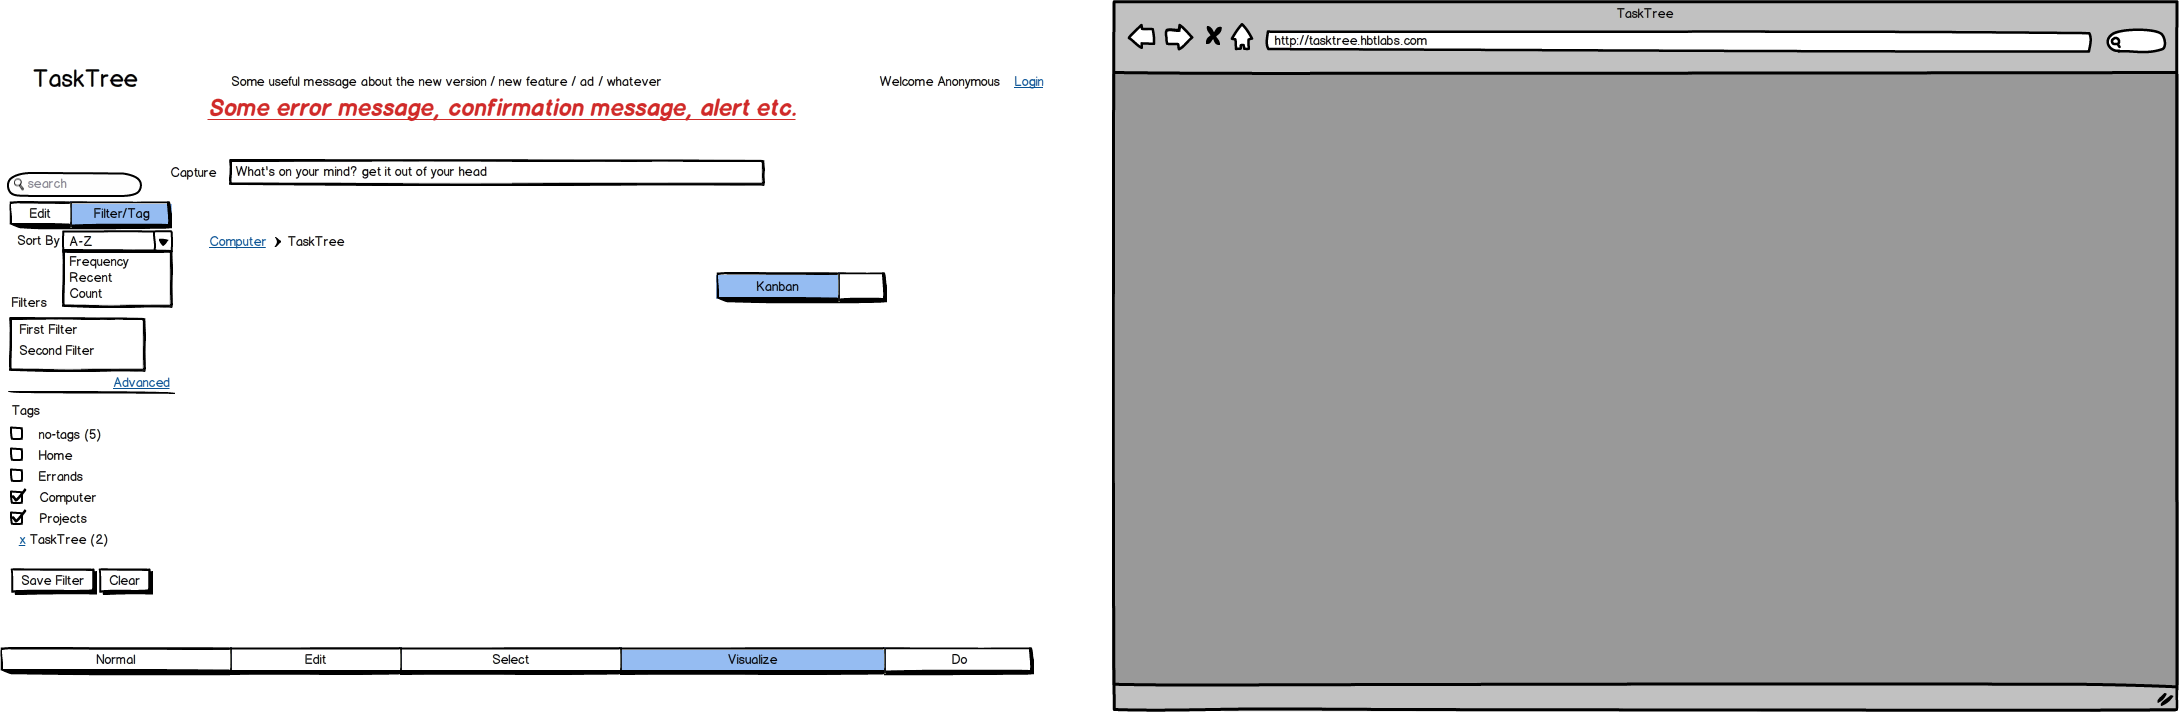 TaskTree
Some useful message about the new version / new feature / ad / whatever
Welcome Anonymous Login
Some error message, confirmation message, alert etc.
Capture
What's on your mind? get it out of your head
search
Edit
Filter/Tag
Sort By
A-Z
Frequency
Recent
Count
Computer > TaskTree
Kanban
Filters
First Filter
Second Filter
Advanced
Tags
no-tags (5)
Home
Errands
Computer
Projects
x TaskTree (2)
Save Filter
Clear
Normal
Edit
Select
Visualize
Do
TaskTree
http://tasktree.hbtlabs.com